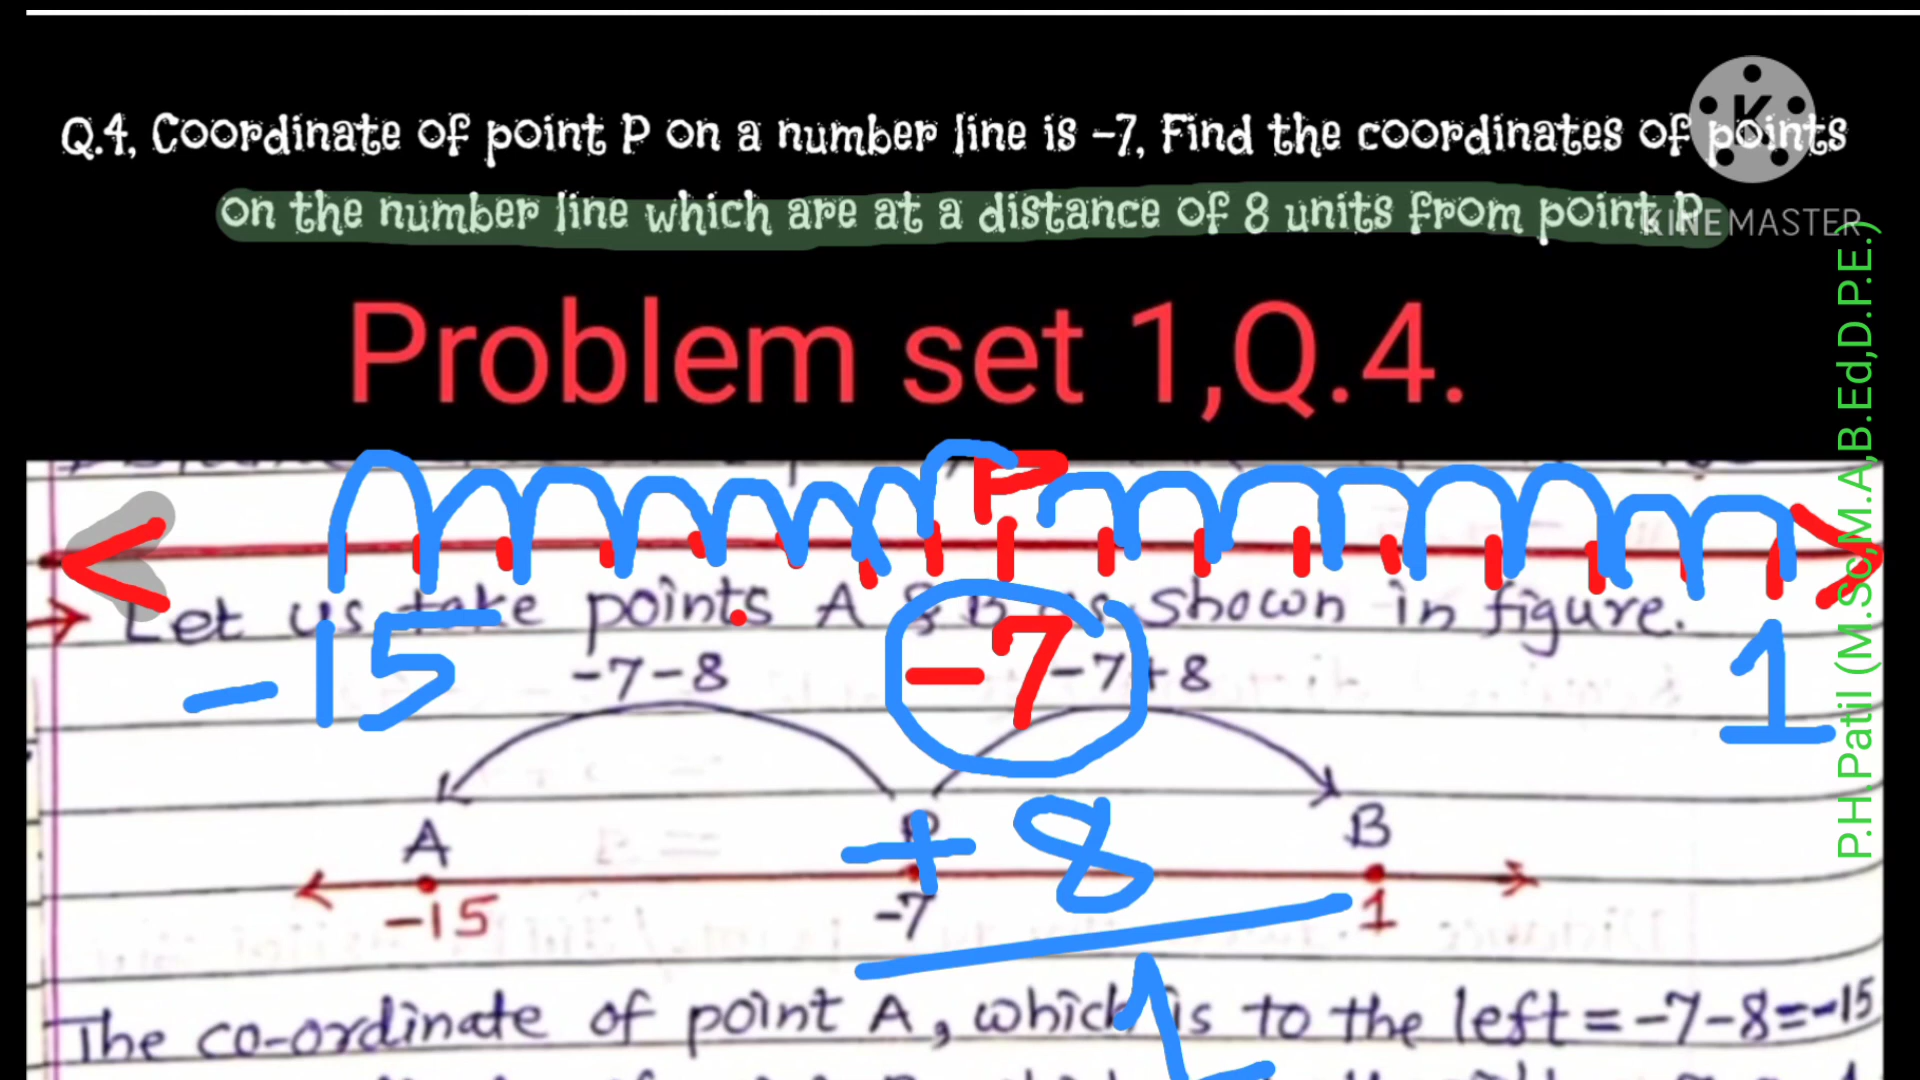 Q.4, Coordinate of point P on a number line is -7, Find the coordinates of points
on the number line which are at a distance of 8 units from point P
KINEMASTER
Problem set 1,Q.4.
P.H.Patil (M.Sc,M.A,B.Ed,D.P.E.)
P
Let us take points A & B as shown in figure.
-15 -7 1
-7-8 -7+8
A P B
+8
-15 -7 1
1
The co-ordinate of point A, which is to the left = -7-8=-15